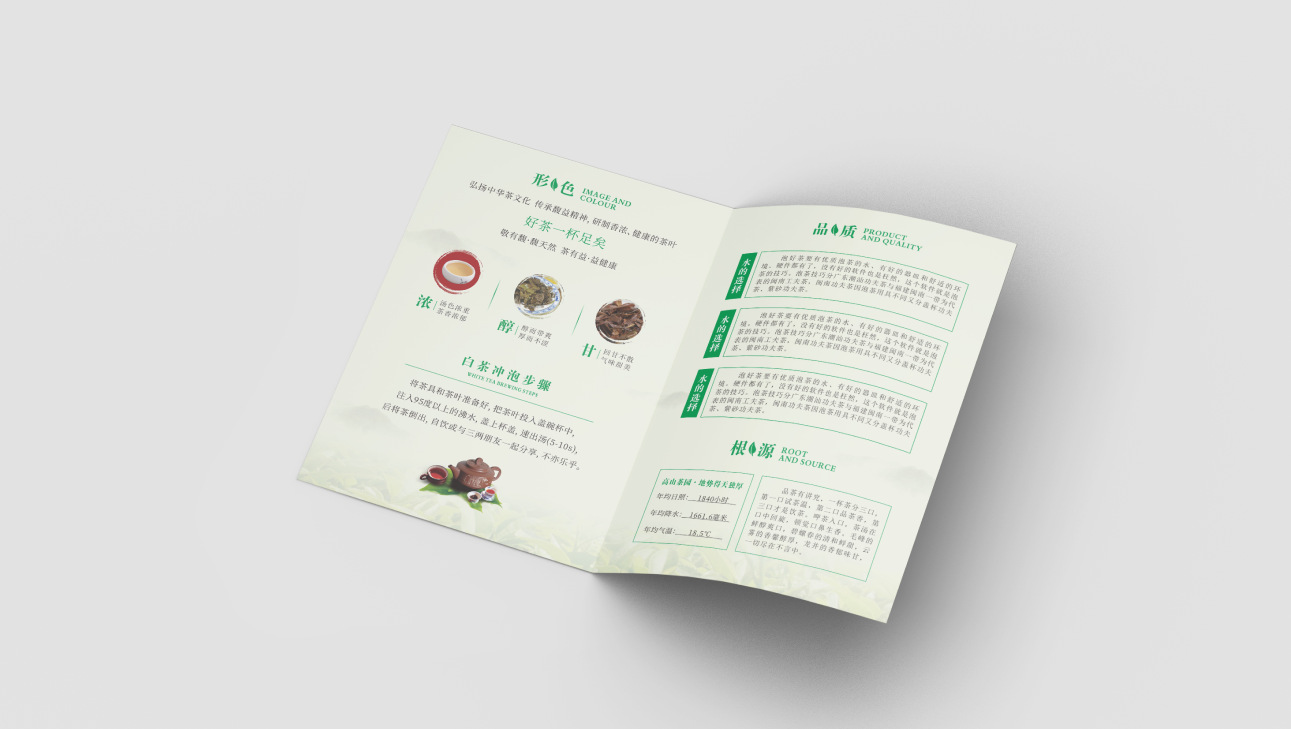 形色
IMAGE AND
COLOUR
弘扬中华茶文化 传承馥益精神, 研制香浓、健康的茶叶
好茶一杯足矣
敬有馥·馥天然 茶有益·益健康
浓
汤色浓重
茶香浓郁
醇
醇而带爽
厚而不涩
甘
回甘不散
气味甜美
白茶冲泡步骤
WHITE TEA BREWING STEPS
将茶具和茶叶准备好, 把茶叶投入盖碗杯中,
注入95度以上的沸水, 盖上杯盖, 速出汤(5-10s),
后将茶倒出, 自饮或与三两朋友一起分享, 不亦乐乎。
品质
PRODUCT
AND QUALITY
水的选择
泡好茶要有优质泡茶的水、有好的器皿和舒适的环
境。硬件都有了, 没有好的软件也是枉然, 这个软件就是泡
茶的技巧。泡茶技巧分广东潮汕功夫茶与福建闽南一带为代
表的闽南工夫茶。闽南功夫茶因泡茶用具不同又分盖杯功夫
茶、紫砂功夫茶。
水的选择
泡好茶要有优质泡茶的水、有好的器皿和舒适的环
境。硬件都有了, 没有好的软件也是枉然, 这个软件就是泡
茶的技巧。泡茶技巧分广东潮汕功夫茶与福建闽南一带为代
表的闽南工夫茶。闽南功夫茶因泡茶用具不同又分盖杯功夫
茶、紫砂功夫茶。
水的选择
泡好茶要有优质泡茶的水、有好的器皿和舒适的环
境。硬件都有了, 没有好的软件也是枉然, 这个软件就是泡
茶的技巧。泡茶技巧分广东潮汕功夫茶与福建闽南一带为代
表的闽南工夫茶。闽南功夫茶因泡茶用具不同又分盖杯功夫
茶、紫砂功夫茶。
根源
ROOT
AND SOURCE
高山茶园·地势得天独厚
年均日照: 1840小时
年均降水: 1661.6毫米
年均气温: 18.5℃
品茶有讲究, 一杯茶分三口,
第一口试茶温, 第二口品茶香, 第
三口才是饮茶。呷茶入口, 茶汤在
口中回旋, 顿觉口鼻生香。毛峰的
鲜醇爽口, 碧螺春的清和鲜甜, 云
雾的香馨醇厚, 龙井的香郁味甘,
一切尽在不言中。